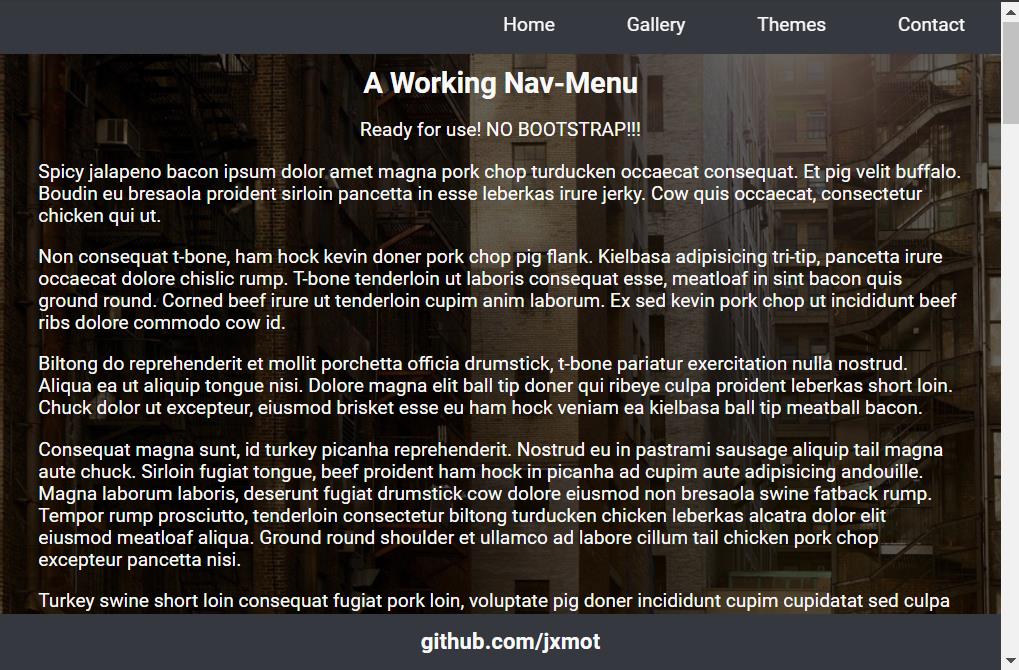 Home Gallery Themes Contact
A Working Nav-Menu
Ready for use! NO BOOTSTRAP!!!
Spicy jalapeno bacon ipsum dolor amet magna pork chop turducken occaecat consequat. Et pig velit buffalo.
Boudin eu bresaola proident sirloin pancetta in esse leberkas irure jerky. Cow quis occaecat, consectetur
chicken qui ut.
Non consequat t-bone, ham hock kevin doner pork chop pig flank. Kielbasa adipisicing tri-tip, pancetta irure
occaecat dolore chislic rump. T-bone tenderloin ut laboris consequat esse, meatloaf in sint bacon quis
ground round. Corned beef irure ut tenderloin cupim anim laborum. Ex sed kevin pork chop ut incididunt beef
ribs dolore commodo cow id.
Biltong do reprehenderit et mollit porchetta officia drumstick, t-bone pariatur exercitation nulla nostrud.
Aliqua ea ut aliquip tongue nisi. Dolore magna elit ball tip doner qui ribeye culpa proident leberkas short loin.
Chuck dolor ut excepteur, eiusmod brisket esse eu ham hock veniam ea kielbasa ball tip meatball bacon.
Consequat magna sunt, id turkey picanha reprehenderit. Nostrud eu in pastrami sausage aliquip tail magna
aute chuck. Sirloin fugiat tongue, beef proident ham hock in picanha ad cupim aute adipisicing andouille.
Magna laborum laboris, deserunt fugiat drumstick cow dolore eiusmod non bresaola swine fatback rump.
Tempor rump prosciutto, tenderloin consectetur biltong turducken chicken leberkas alcatra dolor elit
eiusmod meatloaf aliqua. Ground round shoulder et ullamco ad labore cillum tail chicken pork chop
excepteur pancetta nisi.
Turkey swine short loin consequat fugiat pork loin, voluptate pig doner incididunt cupim cupidatat sed culpa
github.com/jxmot